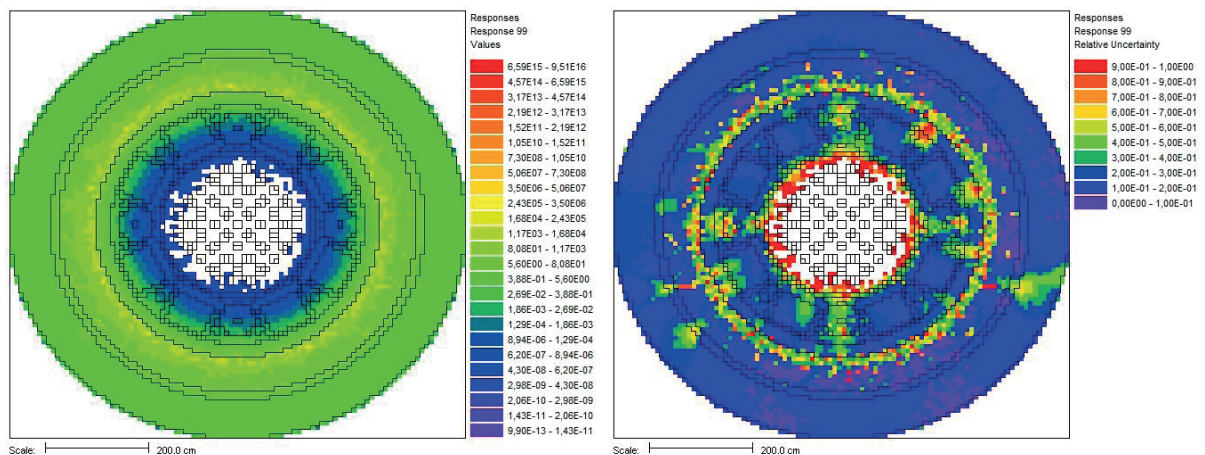 Responses
Response 99
Values
6,59E15 - 9,51E16
4,57E14 - 6,59E15
3,17E13 - 4,57E14
2,19E12 - 3,17E13
1,52E11 - 2,19E12
1,05E10 - 1,52E11
7,30E08 - 1,05E10
5,06E07 - 7,30E08
3,50E06 - 5,06E07
2,43E05 - 3,50E06
1,68E04 - 2,43E05
1,17E03 - 1,68E04
8,08E01 - 1,17E03
5,60E00 - 8,08E01
3,88E-01 - 5,60E00
2,69E-02 - 3,88E-01
1,86E-03 - 2,69E-02
1,29E-04 - 1,86E-03
8,94E-06 - 1,29E-04
6,20E-07 - 8,94E-06
4,30E-08 - 6,20E-07
2,98E-09 - 4,30E-08
2,06E-10 - 2,98E-09
1,43E-11 - 2,06E-10
9,90E-13 - 1,43E-11
Scale: 200.0 cm
Responses
Response 99
Relative Uncertainty
9,00E-01 - 1,00E00
8,00E-01 - 9,00E-01
7,00E-01 - 8,00E-01
6,00E-01 - 7,00E-01
5,00E-01 - 6,00E-01
4,00E-01 - 5,00E-01
3,00E-01 - 4,00E-01
2,00E-01 - 3,00E-01
1,00E-01 - 2,00E-01
0,00E00 - 1,00E-01
Scale: 200.0 cm